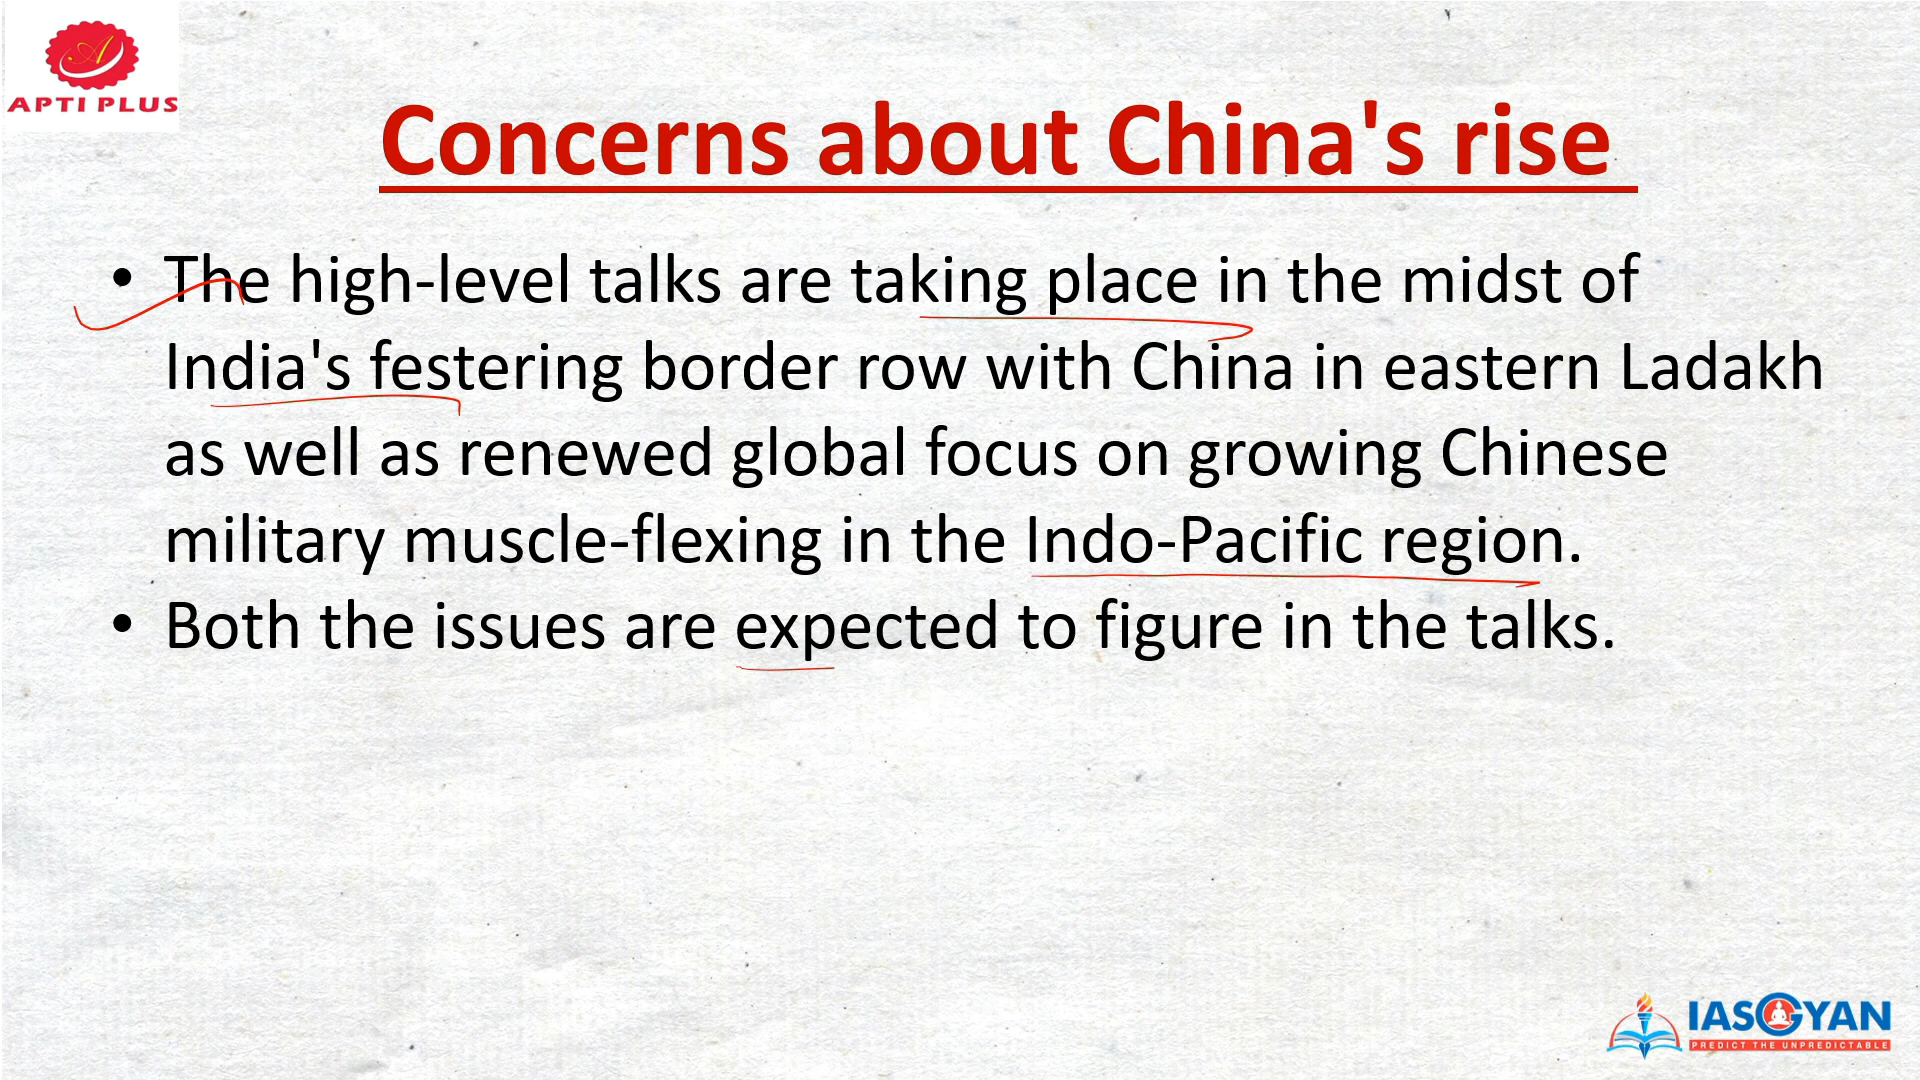 APTI PLUS
Concerns about China's rise
• The high-level talks are taking place in the midst of
India's festering border row with China in eastern Ladakh
as well as renewed global focus on growing Chinese
military muscle-flexing in the Indo-Pacific region.
• Both the issues are expected to figure in the talks.
IASGYAN
PREDICT THE UNPREDICTABLE